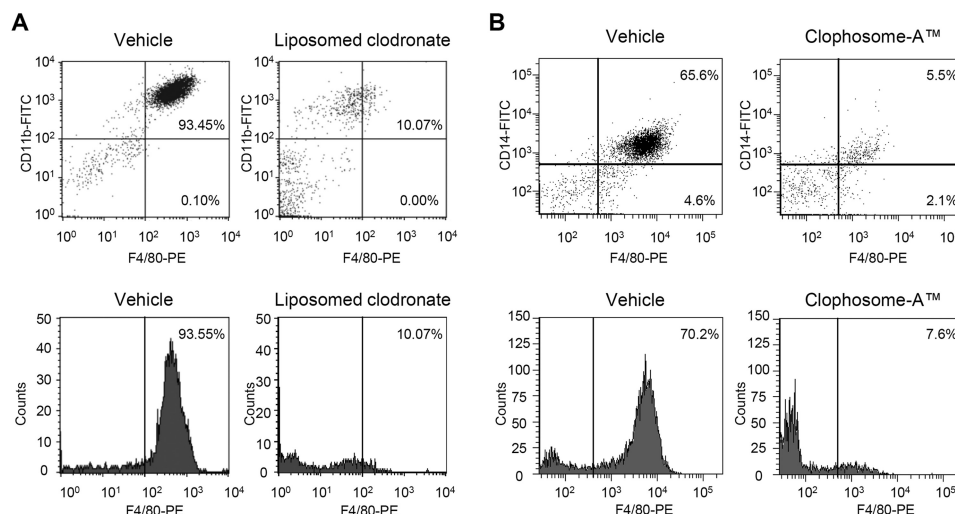 A
Vehicle
Liposomed clodronate
CD11b-FITC
10⁴
10³
10²
10¹
10⁰
93.45%
0.10%
10⁰ 10¹ 10² 10³ 10⁴
F4/80-PE
10⁴
10³
10²
10¹
10⁰
10.07%
0.00%
10⁰ 10¹ 10² 10³ 10⁴
F4/80-PE
Vehicle
Liposomed clodronate
Counts
50
40
30
20
10
0
93.55%
10⁰ 10¹ 10² 10³ 10⁴
F4/80-PE
Counts
50
40
30
20
10
0
10.07%
10⁰ 10¹ 10² 10³ 10⁴
F4/80-PE
B
Vehicle
Clophosome-A™
CD14-FITC
10⁵
10⁴
10³
10²
65.6%
4.6%
10² 10³ 10⁴ 10⁵
F4/80-PE
CD14-FITC
10⁵
10⁴
10³
10²
5.5%
2.1%
10² 10³ 10⁴ 10⁵
F4/80-PE
Vehicle
Clophosome-A™
Counts
150
125
100
75
50
25
0
70.2%
10² 10³ 10⁴ 10⁵
F4/80-PE
Counts
150
125
100
75
50
25
0
7.6%
10² 10³ 10⁴ 10⁵
F4/80-PE